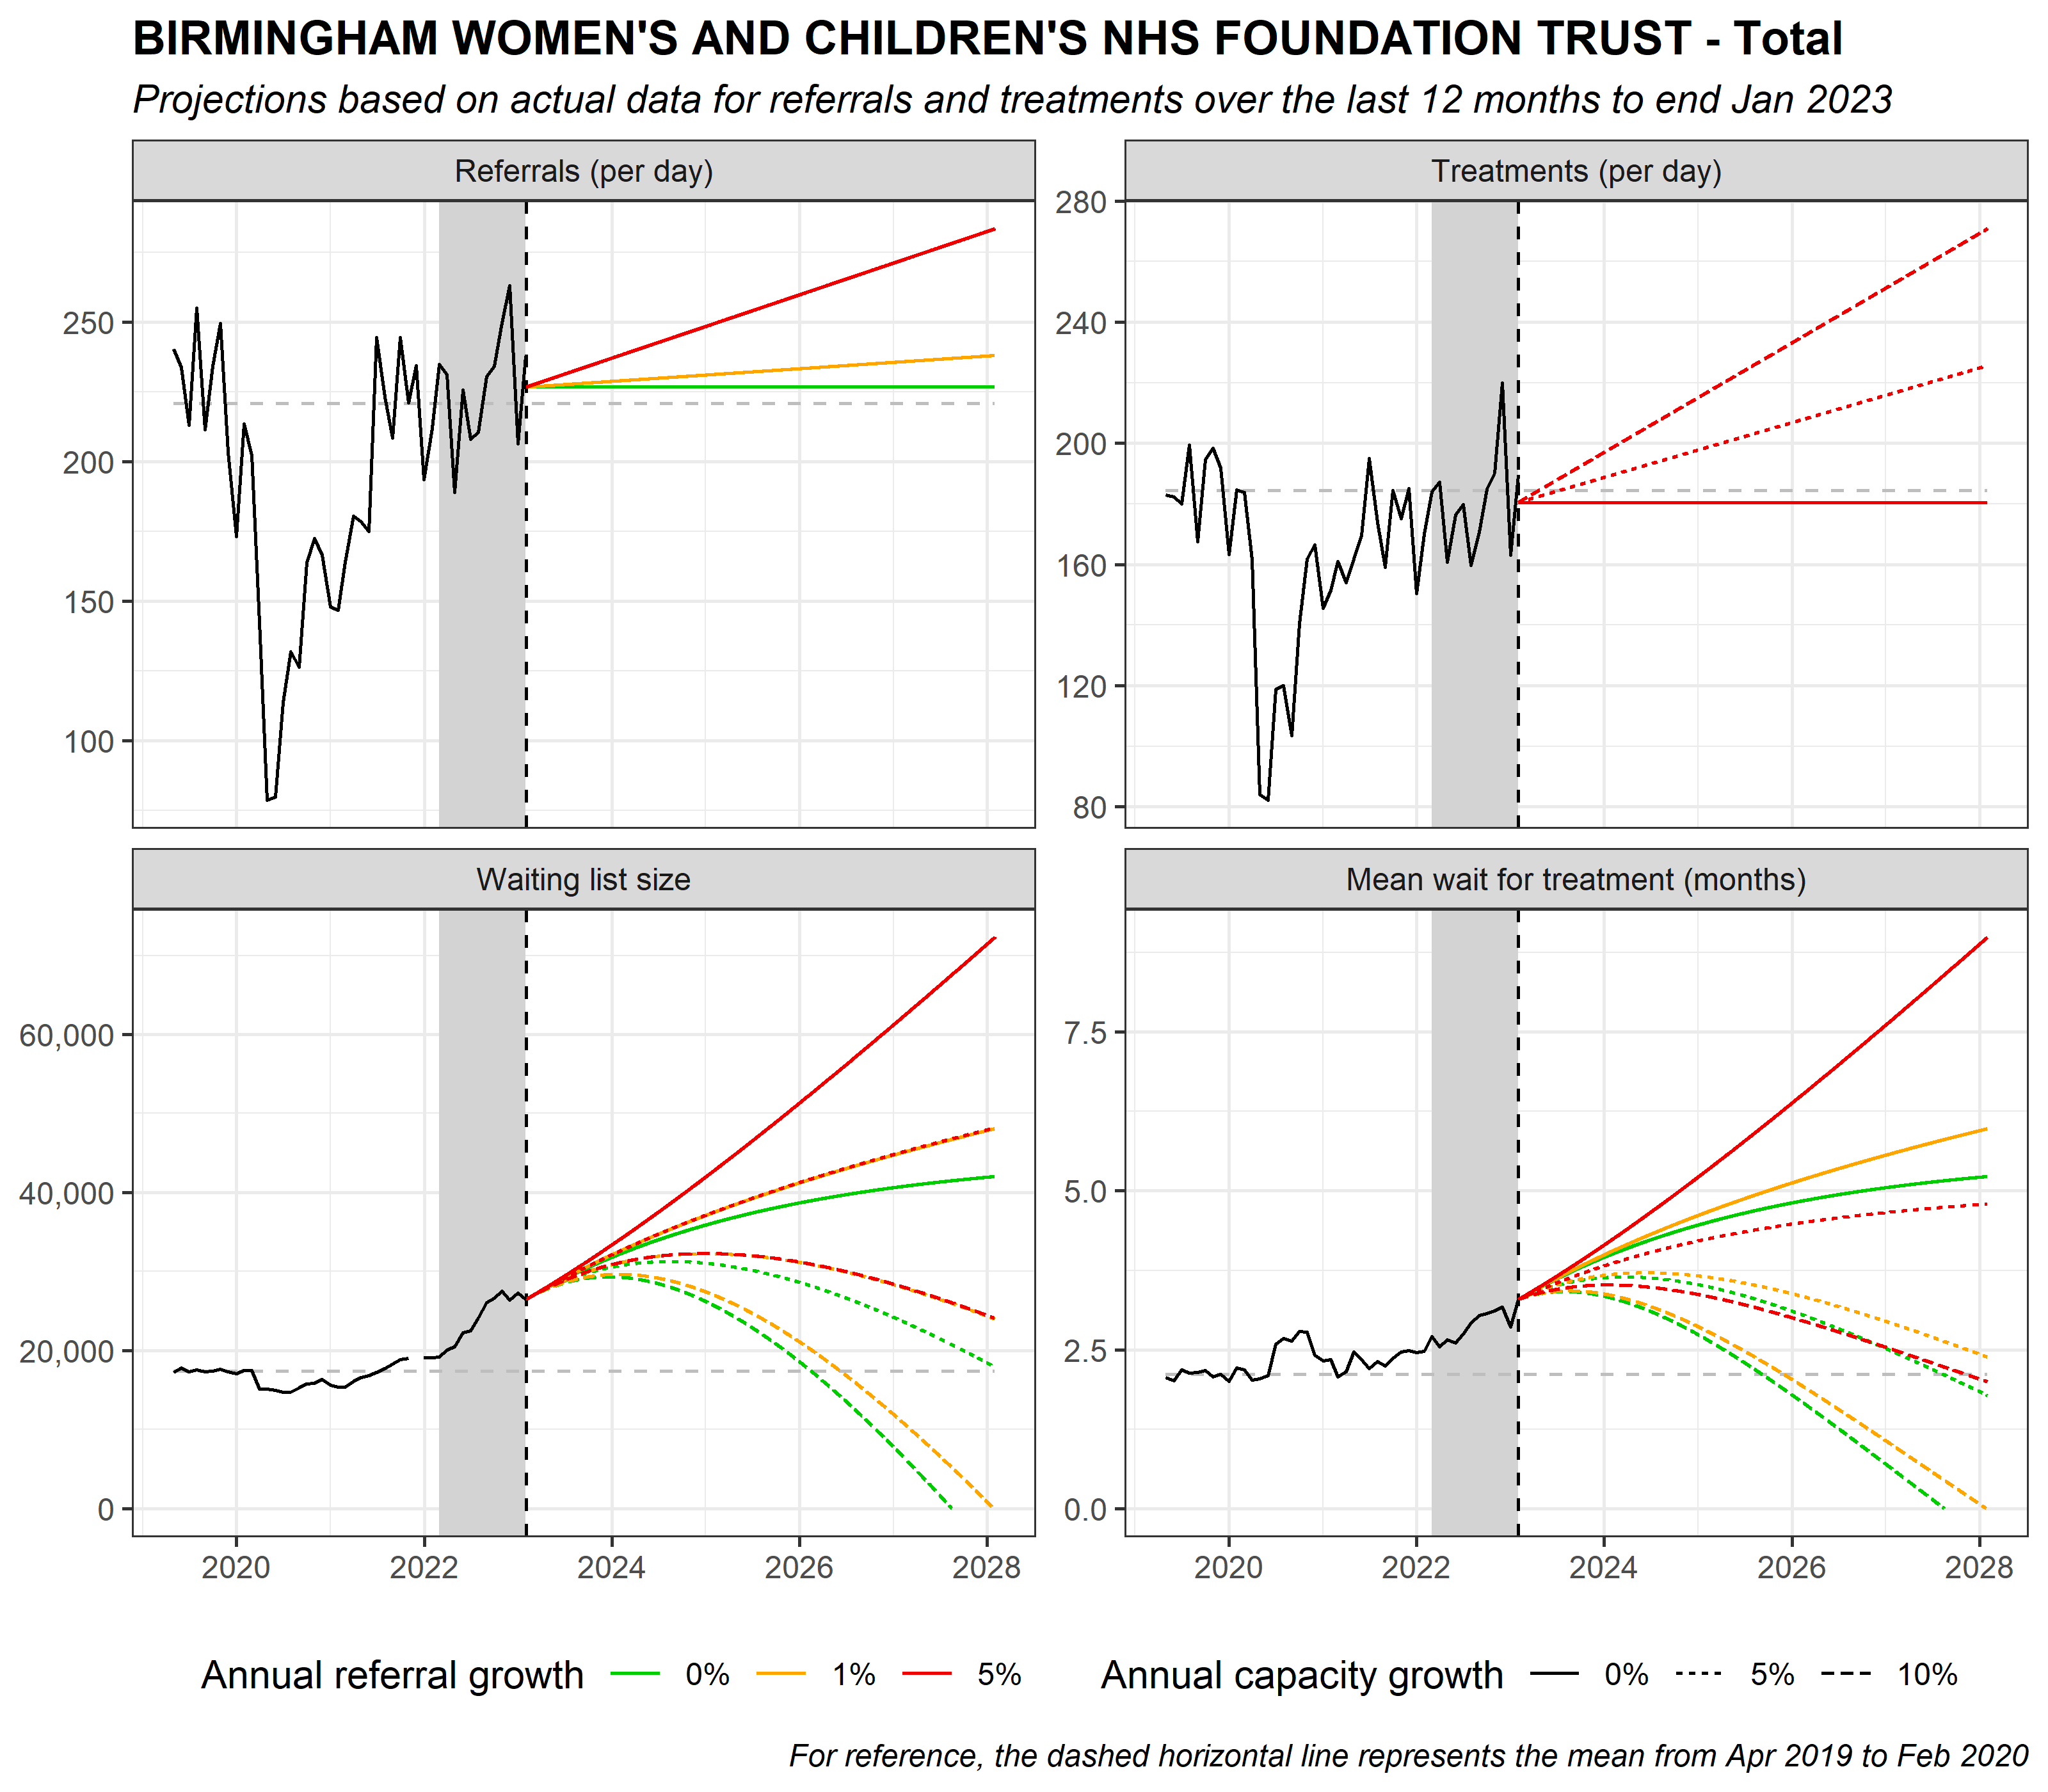 BIRMINGHAM WOMEN'S AND CHILDREN'S NHS FOUNDATION TRUST - Total
Projections based on actual data for referrals and treatments over the last 12 months to end Jan 2023
Referrals (per day)
250
200
150
100
Treatments (per day)
280
240
200
160
120
80
Waiting list size
60,000
40,000
20,000
0
2020 2022 2024 2026 2028
Mean wait for treatment (months)
7.5
5.0
2.5
0.0
2020 2022 2024 2026 2028
Annual referral growth 0% 1% 5%
Annual capacity growth 0% 5% 10%
For reference, the dashed horizontal line represents the mean from Apr 2019 to Feb 2020